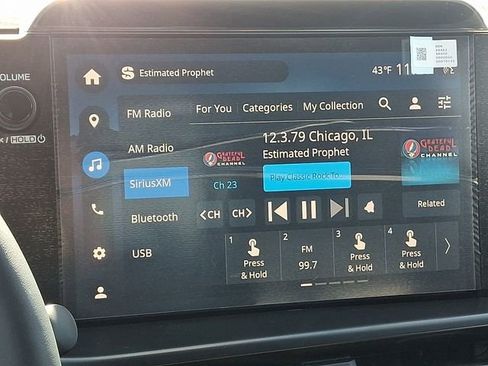 VOLUME
HOLD
Estimated Prophet
43°F
FM Radio
For You
Categories
My Collection
AM Radio
SiriusXM
Bluetooth
USB
12.3.79 Chicago, IL
Estimated Prophet
GRATEFUL DEAD
CHANNEL
Ch 23
Play Classic Rock To..
GRATEFUL DEAD
CHANNEL
<CH
CH>
Related
1
Press & Hold
2
FM
99.7
3
Press & Hold
4
Press & Hold